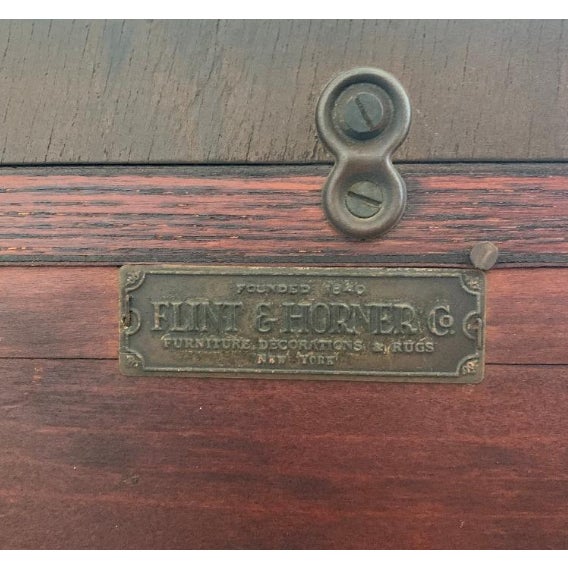 FOUNDED 1840
FLINT & HORNER Co.
FURNITURE, DECORATIONS, & RUGS
NEW YORK